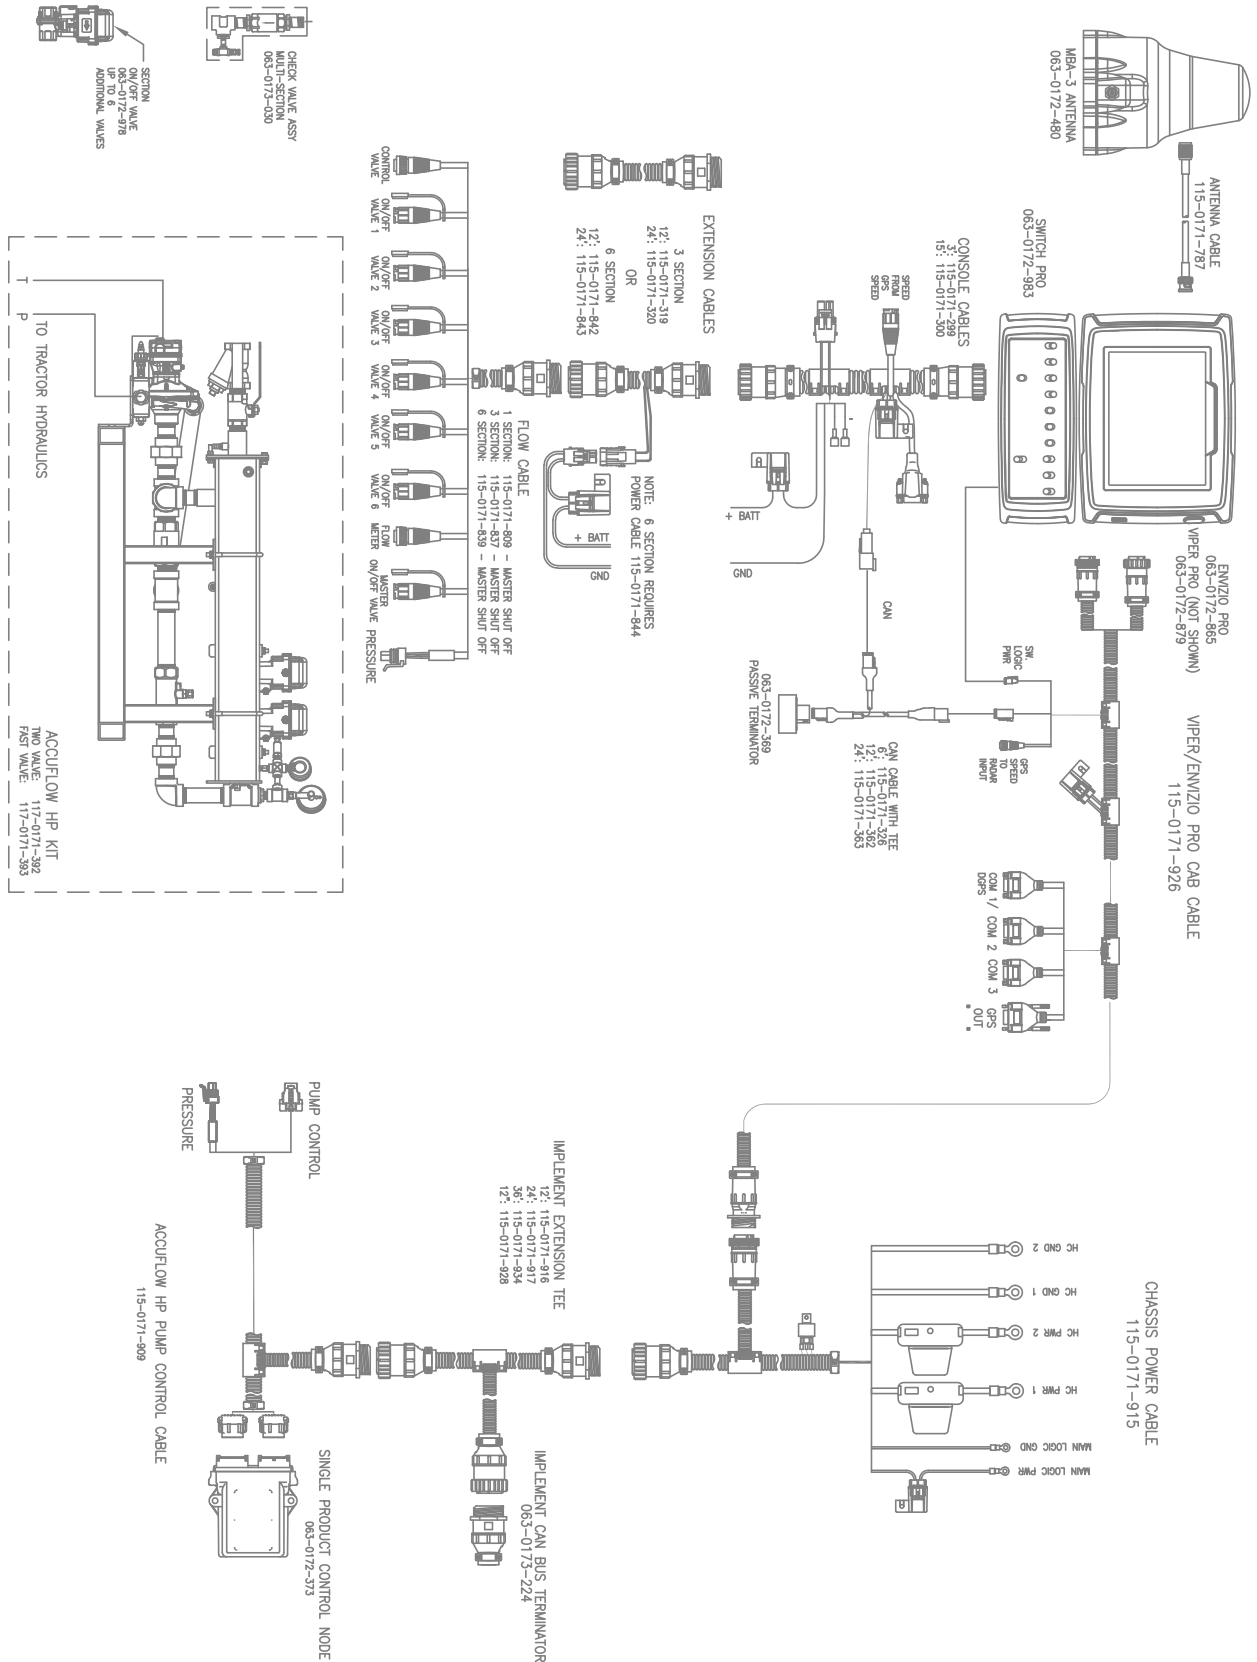 MBA-3 ANTENNA
063-0172-480
ANTENNA CABLE
115-0171-787
SWITCH PRO
063-0172-983
ENVIZIO PRO
063-0172-865
VIPER PRO (NOT SHOWN)
063-0172-879
VIPER/ENVIZIO PRO CAB CABLE
115-0171-926
CHASSIS POWER CABLE
115-0171-915
CONSOLE CABLES
3': 115-0171-299
15': 115-0171-300
SPEED
FROM
GPS
SPEED
-
+ BATT
GND
CAN
SW.
LOGIC
PWR
GPS
SPEED
TO
RADAR
INPUT
CAN CABLE WITH TEE
6': 115-0171-326
12': 115-0171-362
24': 115-0171-363
063-0172-369
PASSIVE TERMINATOR
COM 1/
DGPS
COM 2
COM 3
GPS
OUT
HC GND 2
HC GND 1
HC PWR 2
HC PWR 1
MAIN LOGIC GND
MAIN LOGIC PWR
EXTENSION CABLES
3 SECTION
12': 115-0171-319
24': 115-0171-320
OR
6 SECTION
12': 115-0171-842
24': 115-0171-843
NOTE: 6 SECTION REQUIRES
POWER CABLE 115-0171-844
+ BATT
GND
FLOW CABLE
1 SECTION: 115-0171-809 - MASTER SHUT OFF
3 SECTION: 115-0171-837 - MASTER SHUT OFF
6 SECTION: 115-0171-839 - MASTER SHUT OFF
CONTROL
VALVE
ON/OFF
VALVE 1
ON/OFF
VALVE 2
ON/OFF
VALVE 3
ON/OFF
VALVE 4
ON/OFF
VALVE 5
ON/OFF
VALVE 6
FLOW
METER
MASTER
ON/OFF VALVE
PRESSURE
CHECK VALVE ASSY
MULTI-SECTION
063-0173-030
SECTION
ON/OFF VALVE
063-0172-978
UP TO 6
ADDITIONAL VALVES
T
P
TO TRACTOR HYDRAULICS
ACCUFLOW HP KIT
TWO VALVE: 117-0171-392
FAST VALVE: 117-0171-393
IMPLEMENT EXTENSION TEE
12': 115-0171-916
24': 115-0171-917
36': 115-0171-934
12": 115-0171-928
IMPLEMENT CAN BUS TERMINATOR
063-0173-224
PUMP CONTROL
PRESSURE
ACCUFLOW HP PUMP CONTROL CABLE
115-0171-909
SINGLE PRODUCT CONTROL NODE
063-0172-373